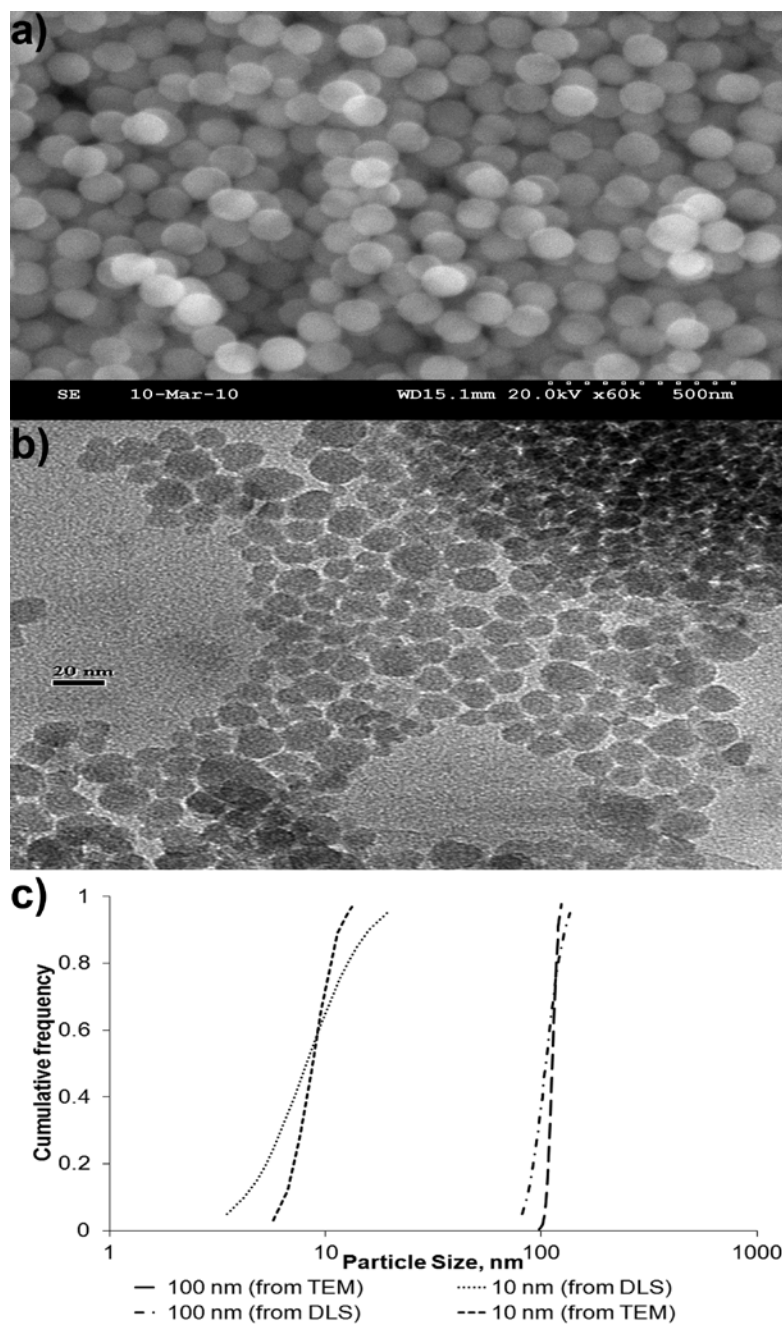 a)
SE 10-Mar-10 WD15.1mm 20.0kV x60k 500nm
b)
20 nm
c)
1
0.8
0.6
0.4
0.2
0
Cumulative frequency
1 10 100 1000
Particle Size, nm
100 nm (from TEM) 10 nm (from DLS)
100 nm (from DLS) 10 nm (from TEM)